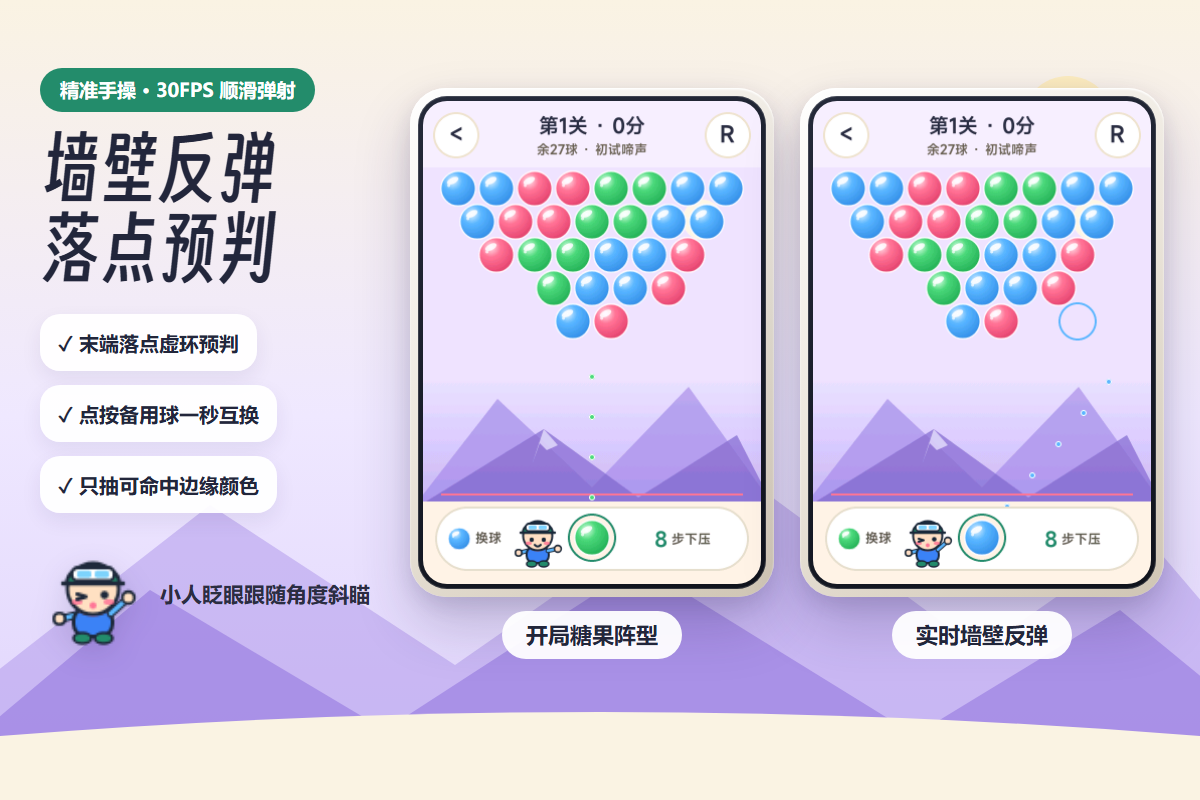 精准手操 • 30FPS 顺滑弹射
墙壁反弹
落点预判
✓ 末端落点虚环预判
✓ 点按备用球一秒互换
✓ 只抽可命中边缘颜色
小人眨眼跟随角度斜瞄
<
第1关 · 0分
余27球 · 初试啼声
R
换球
8 步下压
开局糖果阵型
<
第1关 · 0分
余27球 · 初试啼声
R
换球
8 步下压
实时墙壁反弹